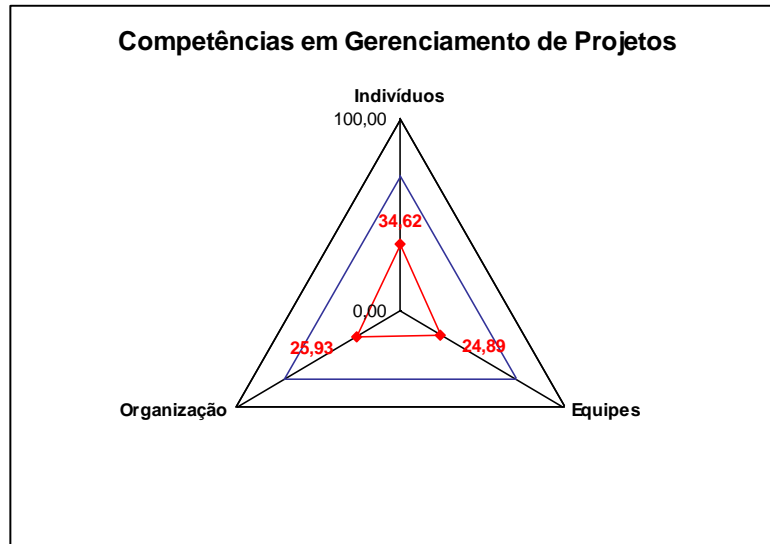 Competências em Gerenciamento de Projetos
Indivíduos
100,00
34,62
0,00
25,93
24,89
Organização
Equipes